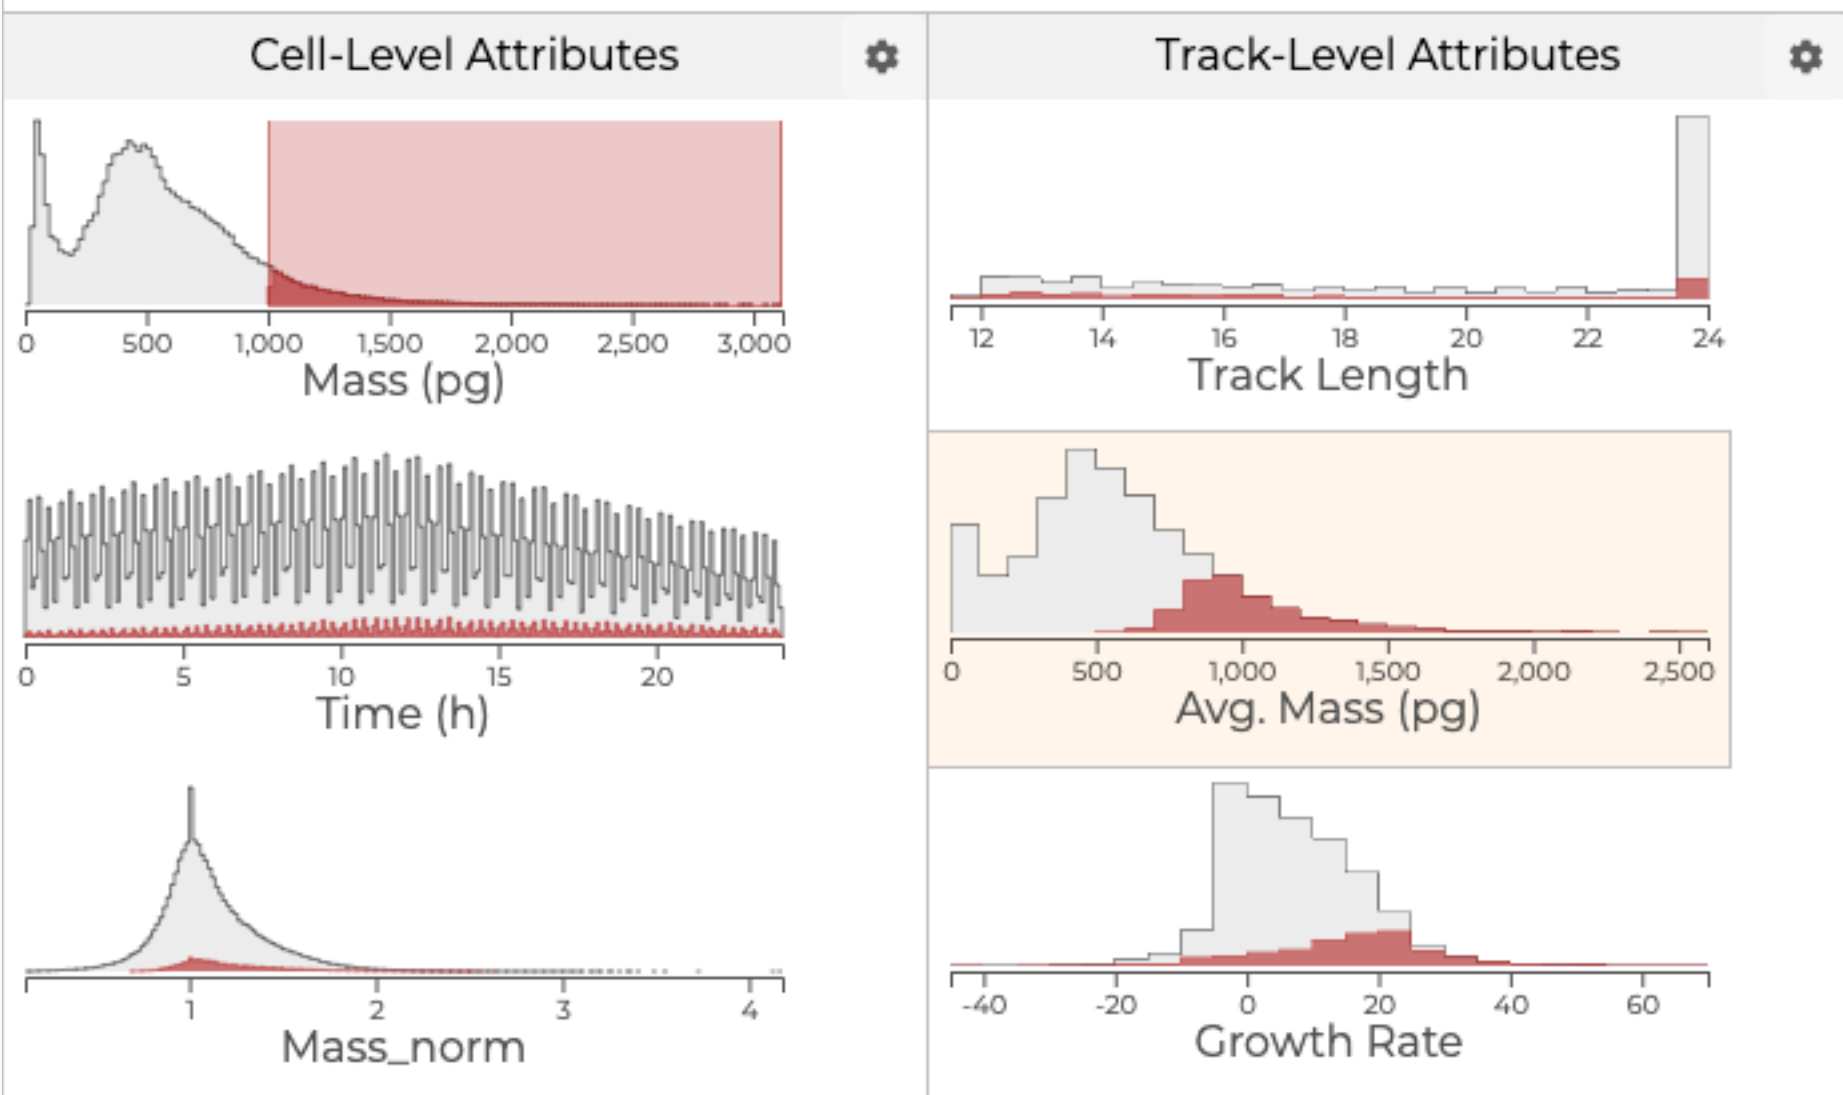 Cell-Level Attributes
0 500 1,000 1,500 2,000 2,500 3,000
Mass (pg)
0 5 10 15 20
Time (h)
1 2 3 4
Mass_norm
Track-Level Attributes
12 14 16 18 20 22 24
Track Length
0 500 1,000 1,500 2,000 2,500
Avg. Mass (pg)
-40 -20 0 20 40 60
Growth Rate